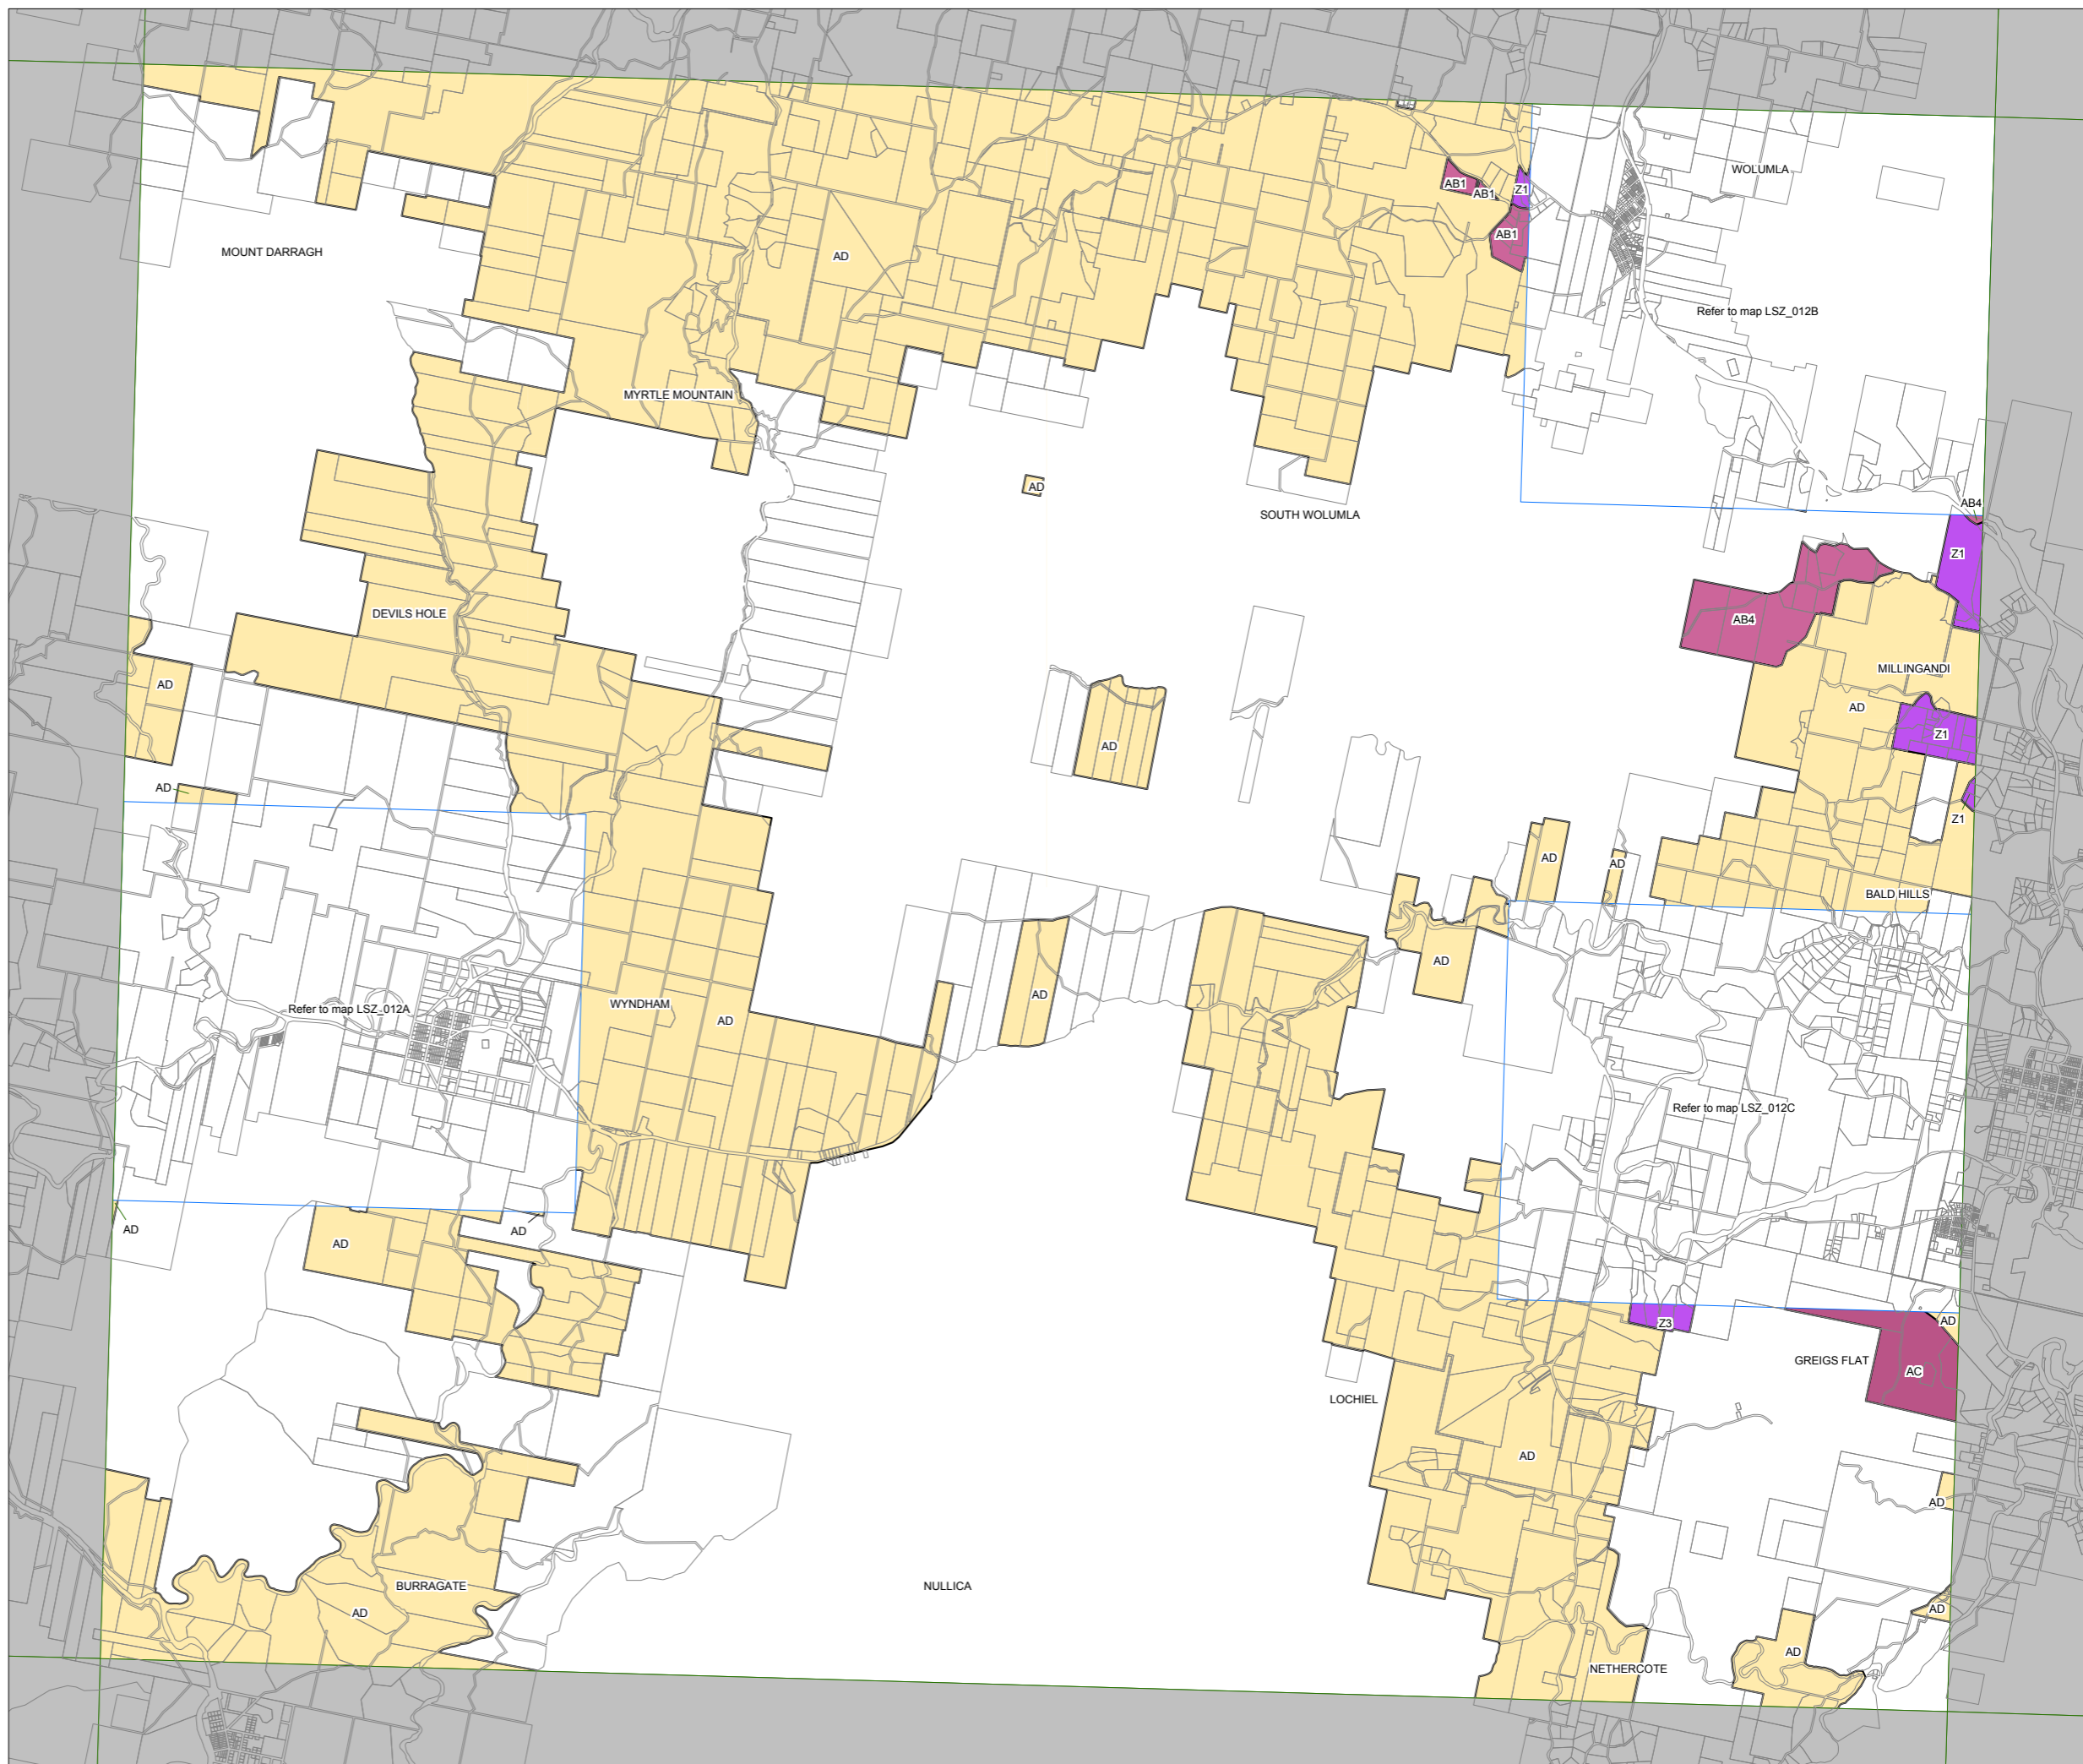 WOLUMLA
AB1
AB1
Z1
AB1
MOUNT DARRAGH
AD
Refer to map LSZ_012B
MYRTLE MOUNTAIN
AD
AB4
SOUTH WOLUMLA
Z1
DEVILS HOLE
AB4
MILLINGANDI
AD
AD
Z1
AD
AD
Z1
AD
AD
BALD HILLS
AD
AD
WYNDHAM
Refer to map LSZ_012A
AD
Refer to map LSZ_012C
AD
AD
AD
Z3
AD
GREIGS FLAT
AC
LOCHIEL
AD
AD
BURRAGATE
NULLICA
AD
AD
AD
NETHERCOTE